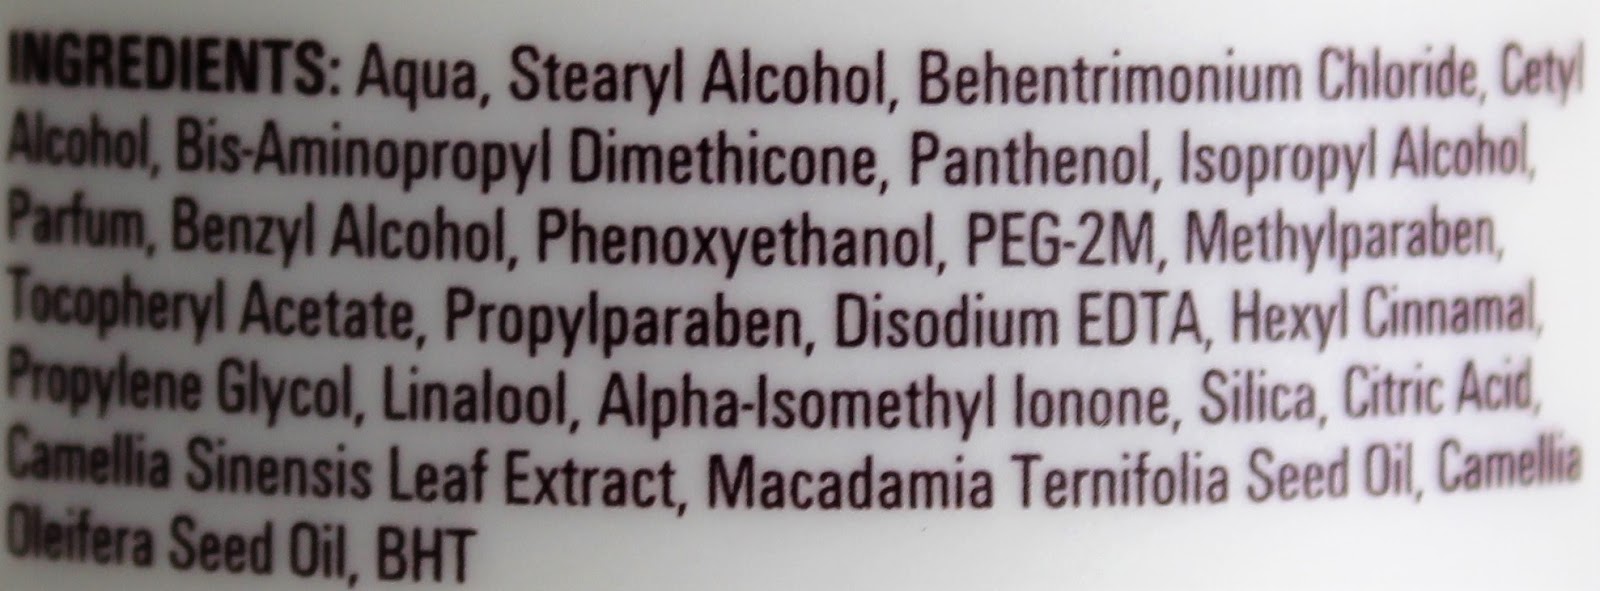 INGREDIENTS: Aqua, Stearyl Alcohol, Behentrimonium Chloride, Cetyl
Alcohol, Bis-Aminopropyl Dimethicone, Panthenol, Isopropyl Alcohol,
Parfum, Benzyl Alcohol, Phenoxyethanol, PEG-2M, Methylparaben,
Tocopheryl Acetate, Propylparaben, Disodium EDTA, Hexyl Cinnamal,
Propylene Glycol, Linalool, Alpha-Isomethyl Ionone, Silica, Citric Acid,
Camellia Sinensis Leaf Extract, Macadamia Ternifolia Seed Oil, Camellia
Oleifera Seed Oil, BHT